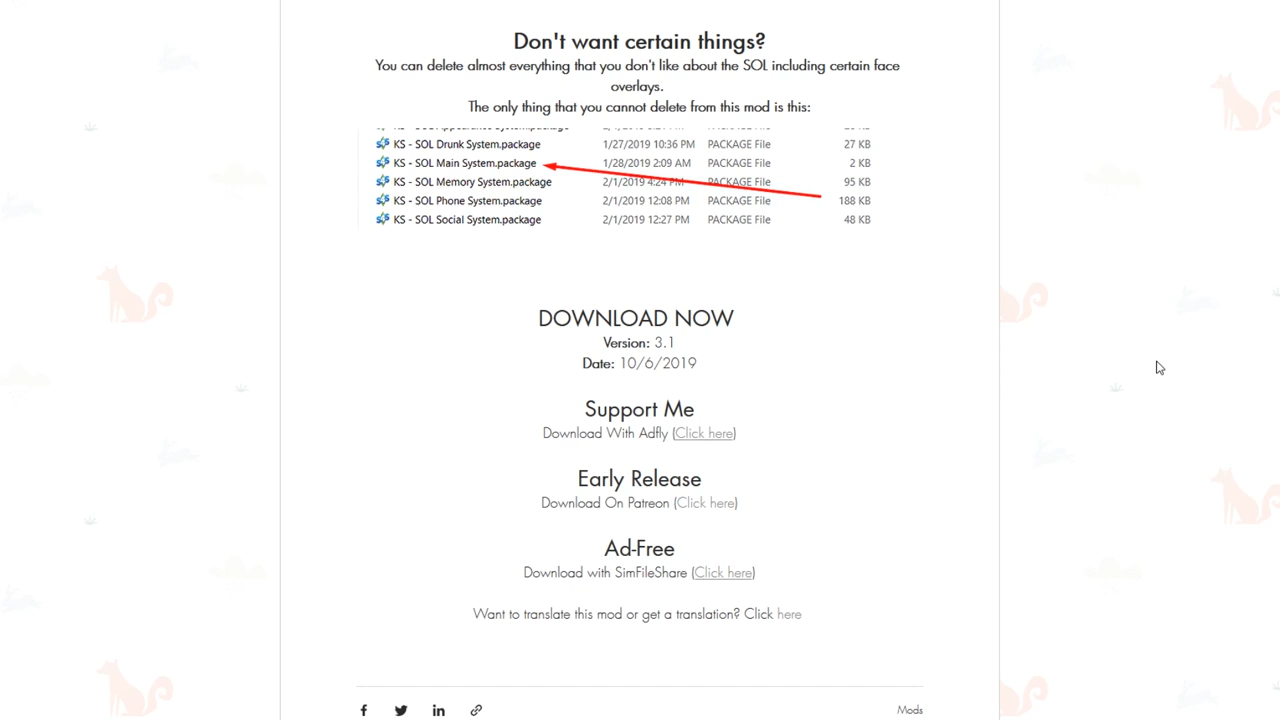 Don't want certain things?
You can delete almost everything that you don't like about the SOL including certain face
overlays.
The only thing that you cannot delete from this mod is this:
KS - SOL Drunk System.package 1/27/2019 10:36 PM PACKAGE File 27 KB
KS - SOL Main System.package 1/28/2019 2:09 AM PACKAGE File 2 KB
KS - SOL Memory System.package 2/1/2019 4:24 PM PACKAGE File 95 KB
KS - SOL Phone System.package 2/1/2019 12:08 PM PACKAGE File 188 KB
KS - SOL Social System.package 2/1/2019 12:27 PM PACKAGE File 48 KB
DOWNLOAD NOW
Version: 3.1
Date: 10/6/2019
Support Me
Download With Adfly (Click here)
Early Release
Download On Patreon (Click here)
Ad-Free
Download with SimFileShare (Click here)
Want to translate this mod or get a translation? Click here
Mods